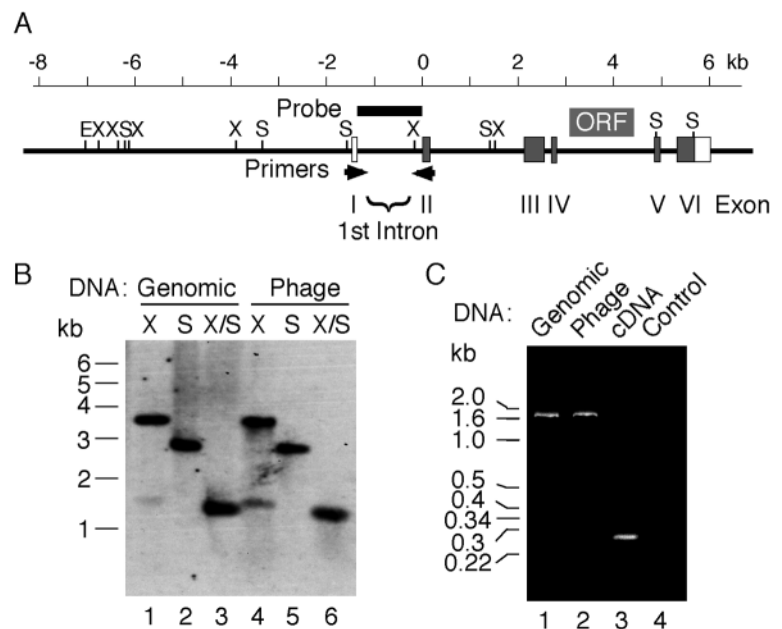 A
-8 -6 -4 -2 0 2 4 6 kb
Probe
ORF
EXXSX X S S X SX S S
Primers
I II III IV V VI Exon
1st Intron
B
DNA: Genomic Phage
kb X S X/S X S X/S
6
5
4
3
2
1
1 2 3 4 5 6
C
DNA: Genomic Phage cDNA Control
kb
2.0
1.6
1.0
0.5
0.4
0.34
0.3
0.22
1 2 3 4